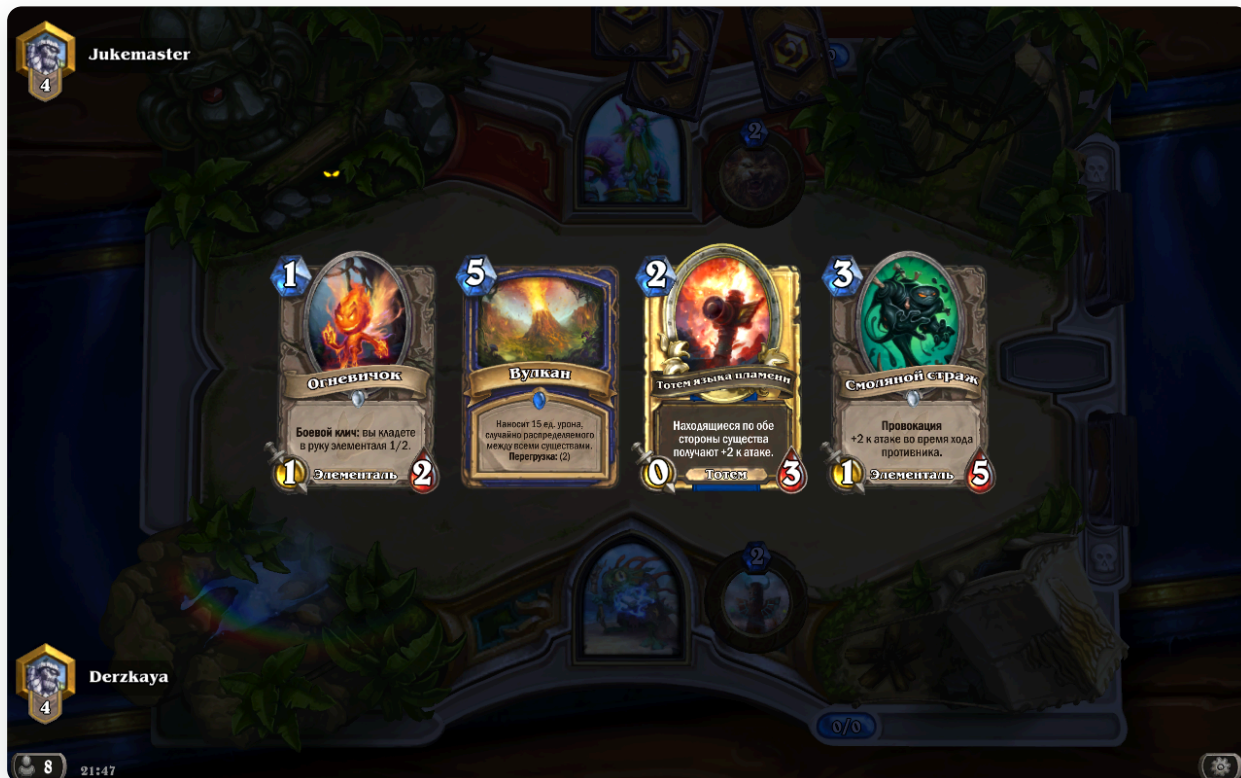 Jukemaster
4
2
1
Огневичок
Боевой клич: вы кладете
в руку элементаля 1/2.
1
Элементаль
2
5
Вулкан
Наносит 15 ед. урона,
случайно распределяемого
между всеми существами.
Перегрузка: (2)
2
Тотем языка пламени
Находящиеся по обе
стороны существа
получают +2 к атаке.
0
Тотем
3
3
Смоляной страж
Провокация
+2 к атаке во время хода
противника.
1
Элементаль
5
2
Derzkaya
4
0/0
8
21:47